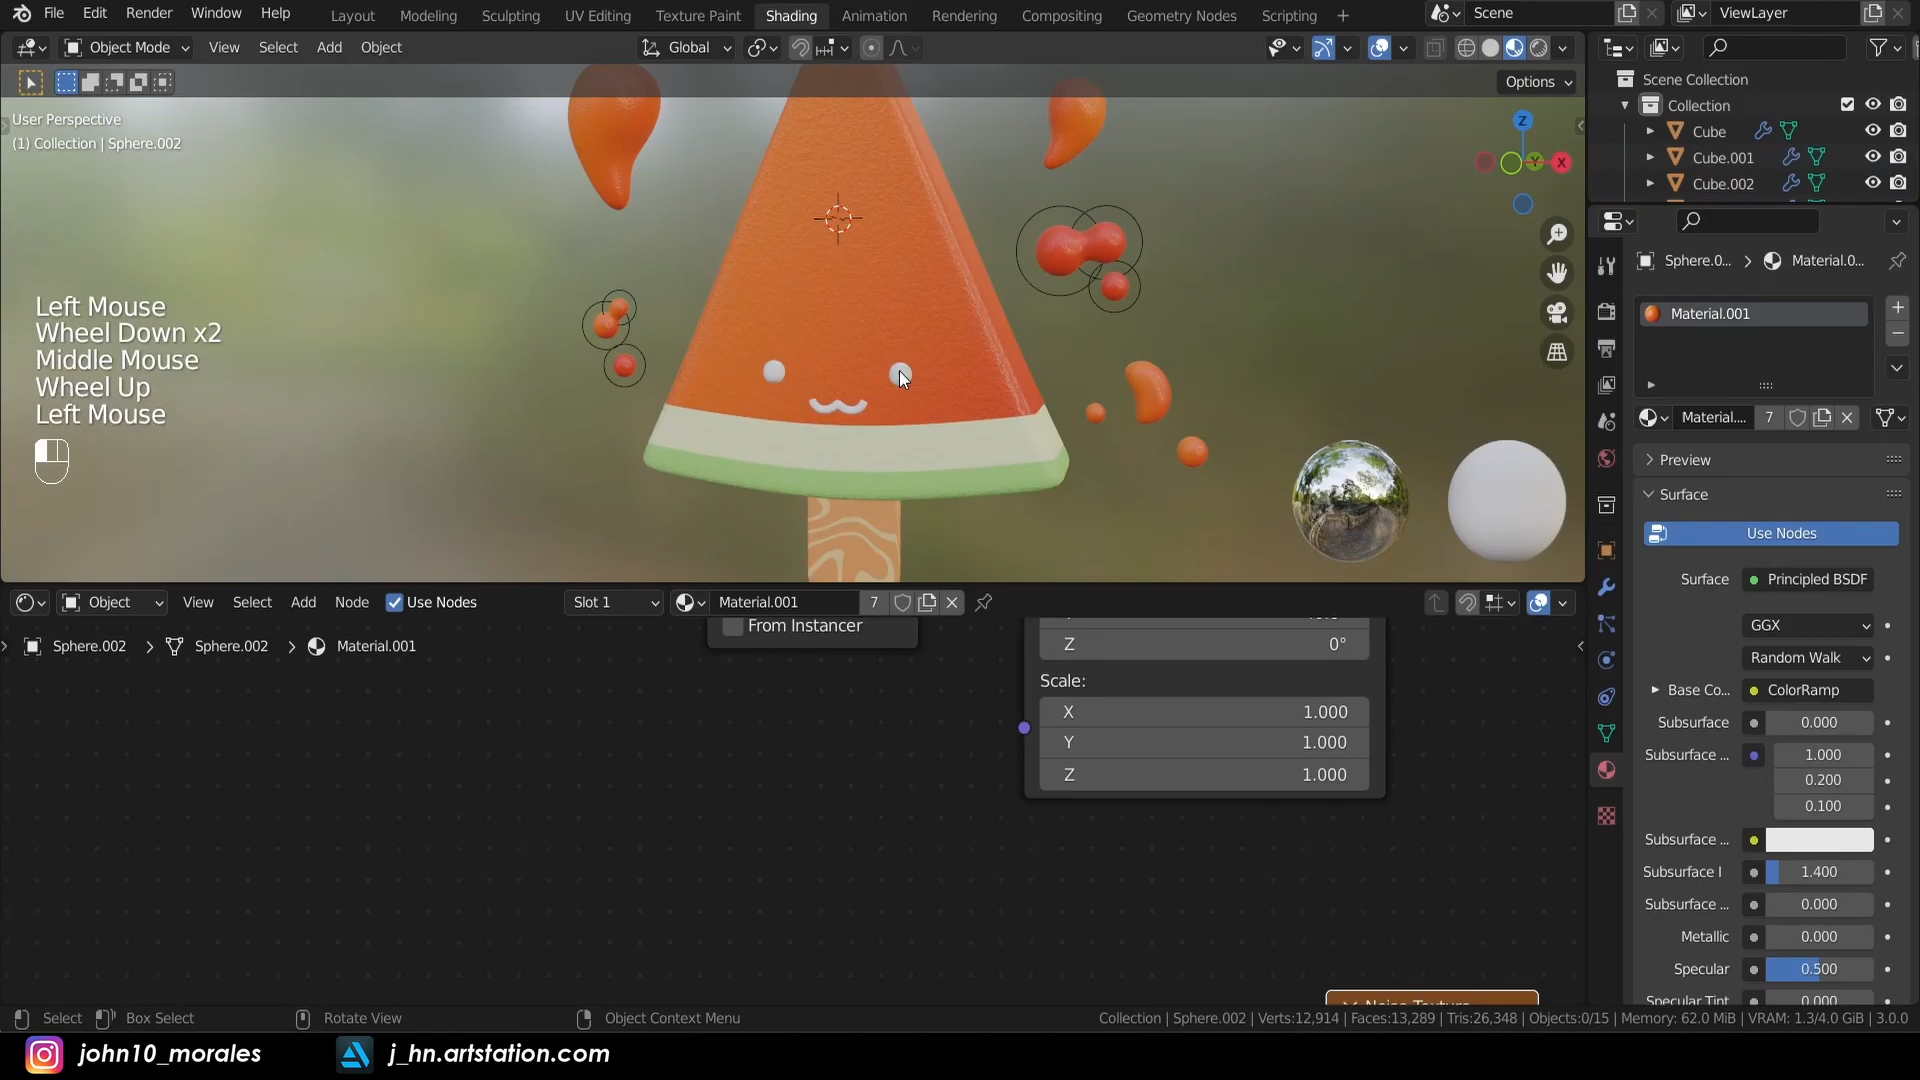 File Edit Render Window Help Layout Modeling Sculpting UV Editing Texture Paint Shading Animation Rendering Compositing Geometry Nodes Scripting + Scene ViewLayer
Object Mode View Select Add Object Global
Options
Scene Collection
Collection
Cube
Cube.001
Cube.002
User Perspective
(1) Collection | Sphere.002
Z
Y
X
Left Mouse
Wheel Down x2
Middle Mouse
Wheel Up
Left Mouse
Sphere.0... > Material.0...
Material.001
Material.... 7
Preview
Surface
Use Nodes
Surface Principled BSDF
GGX
Random Walk
Base Co... ColorRamp
Subsurface 0.000
Subsurface ... 1.000
0.200
0.100
Subsurface ...
Subsurface I 1.400
Subsurface ... 0.000
Metallic 0.000
Specular 0.500
Specular Tint 0.000
Object View Select Add Node Use Nodes Slot 1 Material.001 7
Sphere.002 > Sphere.002 > Material.001
From Instancer
Z 0°
Scale:
X 1.000
Y 1.000
Z 1.000
Noise Texture
Select Box Select Rotate View Object Context Menu
Collection | Sphere.002 | Verts:12,914 | Faces:13,289 | Tris:26,348 | Objects:0/15 | Memory: 62.0 MiB | VRAM: 1.3/4.0 GiB | 3.0.0
john10_morales j_hn.artstation.com